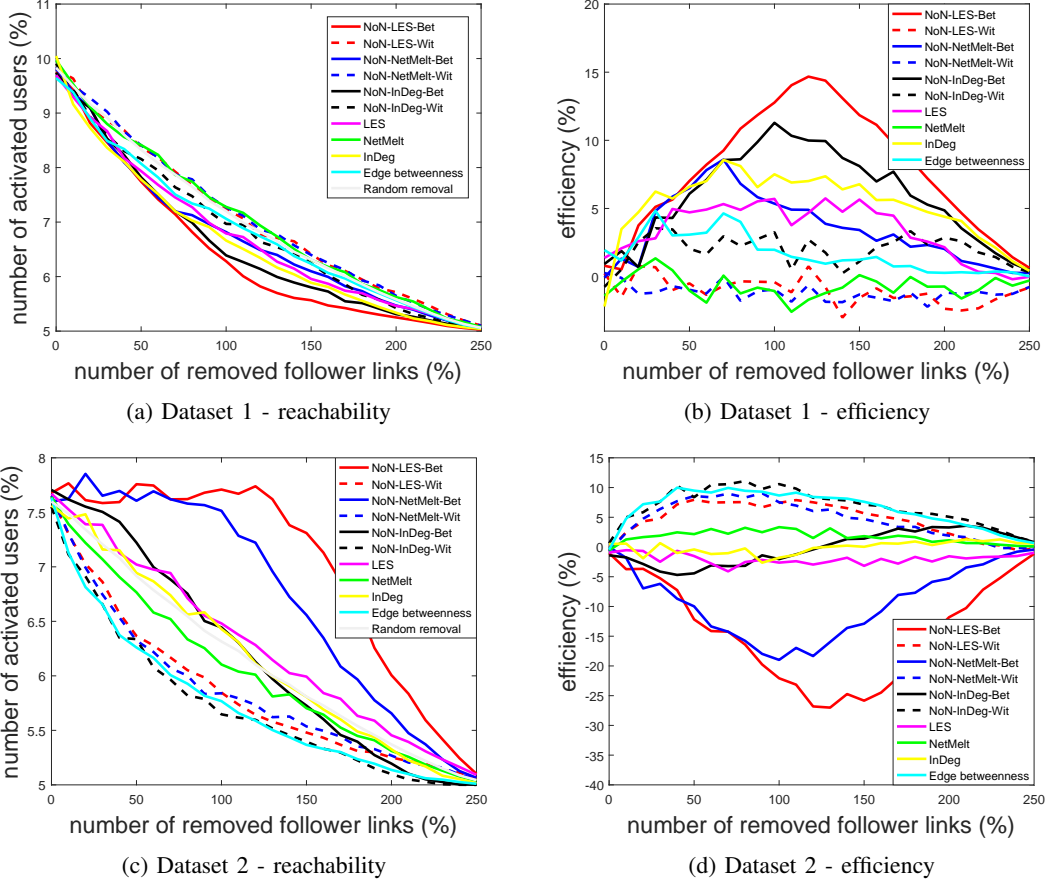 number of activated users (%)
10
9
8
7
6
5
0
50
100
150
200
250
number of removed follower links (%)
NoN-LES-Bet
NoN-LES-Wit
NoN-NetMelt-Bet
NoN-NetMelt-Wit
NoN-InDeg-Bet
NoN-InDeg-Wit
LES
NetMelt
InDeg
Edge betweenness
Random removal
(a) Dataset 1 - reachability
efficiency (%)
20
15
10
5
0
0
50
100
150
200
250
number of removed follower links (%)
NoN-LES-Bet
NoN-LES-Wit
NoN-NetMelt-Bet
NoN-NetMelt-Wit
NoN-InDeg-Bet
NoN-InDeg-Wit
LES
NetMelt
InDeg
Edge betweenness
(b) Dataset 1 - efficiency
number of activated users (%)
8
7.5
7
6.5
6
5.5
5
0
50
100
150
200
250
number of removed follower links (%)
NoN-LES-Bet
NoN-LES-Wit
NoN-NetMelt-Bet
NoN-NetMelt-Wit
NoN-InDeg-Bet
NoN-InDeg-Wit
LES
NetMelt
InDeg
Edge betweenness
Random removal
(c) Dataset 2 - reachability
efficiency (%)
15
10
5
0
-5
-10
-15
-20
-25
-30
-35
-40
0
50
100
150
200
250
number of removed follower links (%)
NoN-LES-Bet
NoN-LES-Wit
NoN-NetMelt-Bet
NoN-NetMelt-Wit
NoN-InDeg-Bet
NoN-InDeg-Wit
LES
NetMelt
InDeg
Edge betweenness
(d) Dataset 2 - efficiency